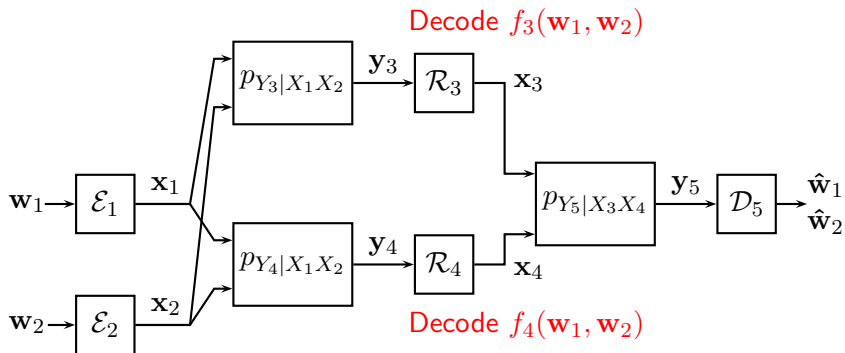 Decode f₃(𝐰₁, 𝐰₂)
p_{Y₃|X₁X₂}
𝐲₃
ℛ₃
𝐱₃
𝐰₁
ℰ₁
𝐱₁
p_{Y₅|X₃X₄}
𝐲₅
𝒟₅
𝐰̂₁
𝐰̂₂
p_{Y₄|X₁X₂}
𝐲₄
ℛ₄
𝐱₄
𝐰₂
ℰ₂
𝐱₂
Decode f₄(𝐰₁, 𝐰₂)